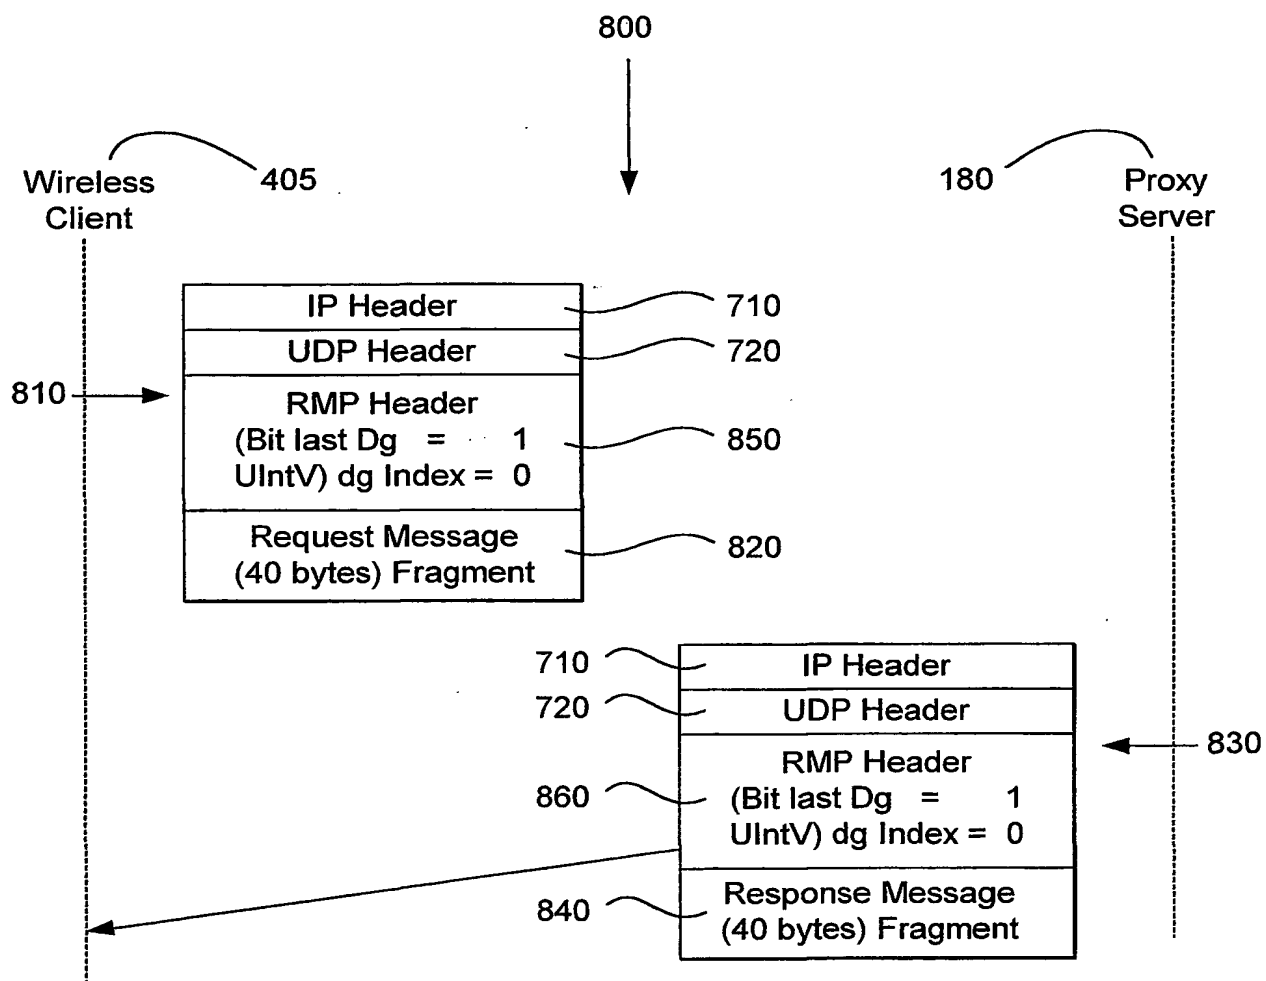 800
Wireless
Client
405
180
Proxy
Server
IP Header
710
UDP Header
720
810
RMP Header
(Bit last Dg = 1
850
UIntV) dg Index = 0
Request Message
820
(40 bytes) Fragment
710
IP Header
720
UDP Header
830
RMP Header
860
(Bit last Dg = 1
UIntV) dg Index = 0
840
Response Message
(40 bytes) Fragment